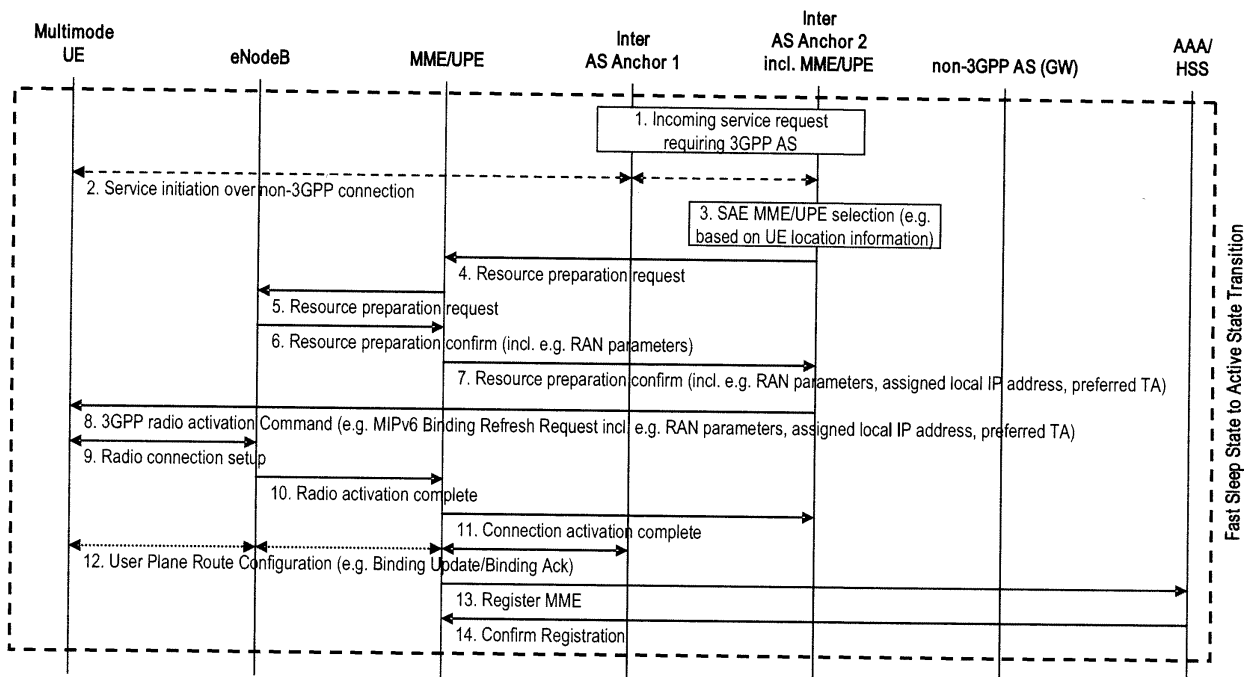 Multimode
UE
eNodeB
MME/UPE
Inter
AS Anchor 1
Inter
AS Anchor 2
incl. MME/UPE
non-3GPP AS (GW)
AAA/
HSS
1. Incoming service request
requiring 3GPP AS
2. Service initiation over non-3GPP connection
3. SAE MME/UPE selection (e.g.
based on UE location information)
4. Resource preparation request
5. Resource preparation request
6. Resource preparation confirm (incl. e.g. RAN parameters)
7. Resource preparation confirm (incl. e.g. RAN parameters, assigned local IP address, preferred TA)
8. 3GPP radio activation Command (e.g. MIPv6 Binding Refresh Request incl. e.g. RAN parameters, assigned local IP address, preferred TA)
9. Radio connection setup
10. Radio activation complete
11. Connection activation complete
12. User Plane Route Configuration (e.g. Binding Update/Binding Ack)
13. Register MME
14. Confirm Registration
Fast Sleep State to Active State Transition